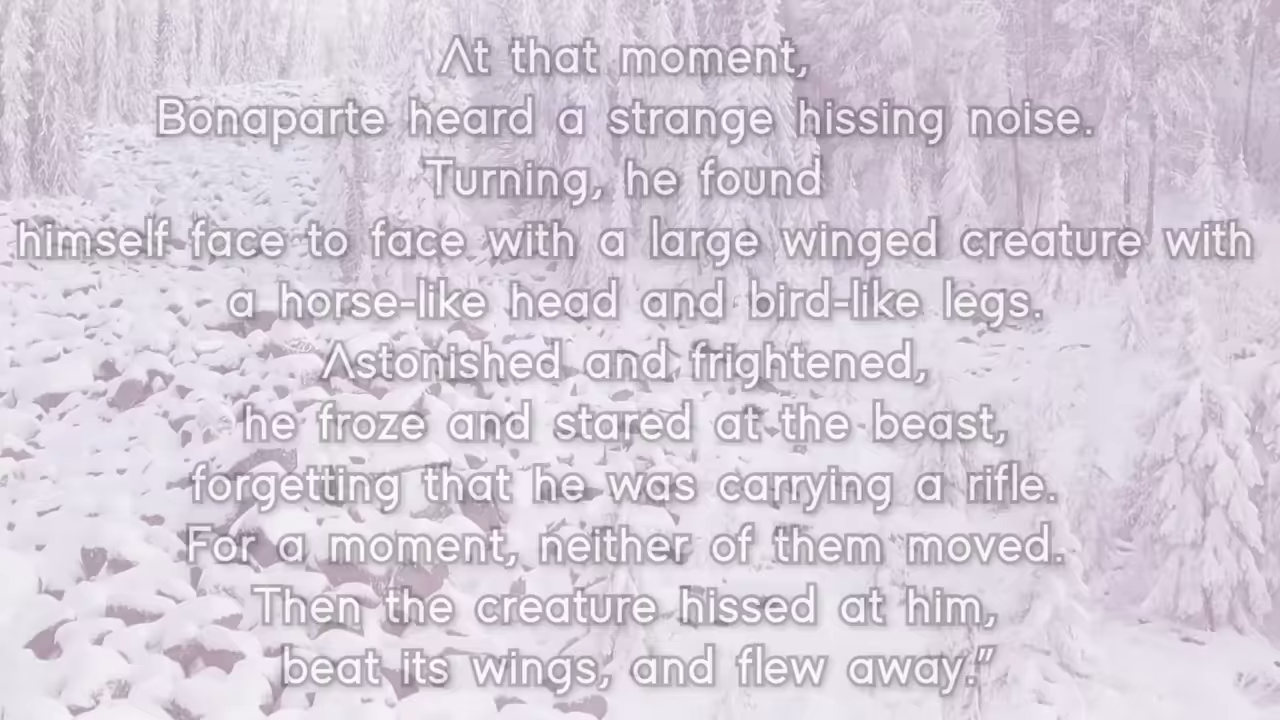 At that moment,
Bonaparte heard a strange hissing noise.
Turning, he found
himself face to face with a large winged creature with
a horse-like head and bird-like legs.
Astonished and frightened,
he froze and stared at the beast,
forgetting that he was carrying a rifle.
For a moment, neither of them moved.
Then the creature hissed at him,
beat its wings, and flew away.”